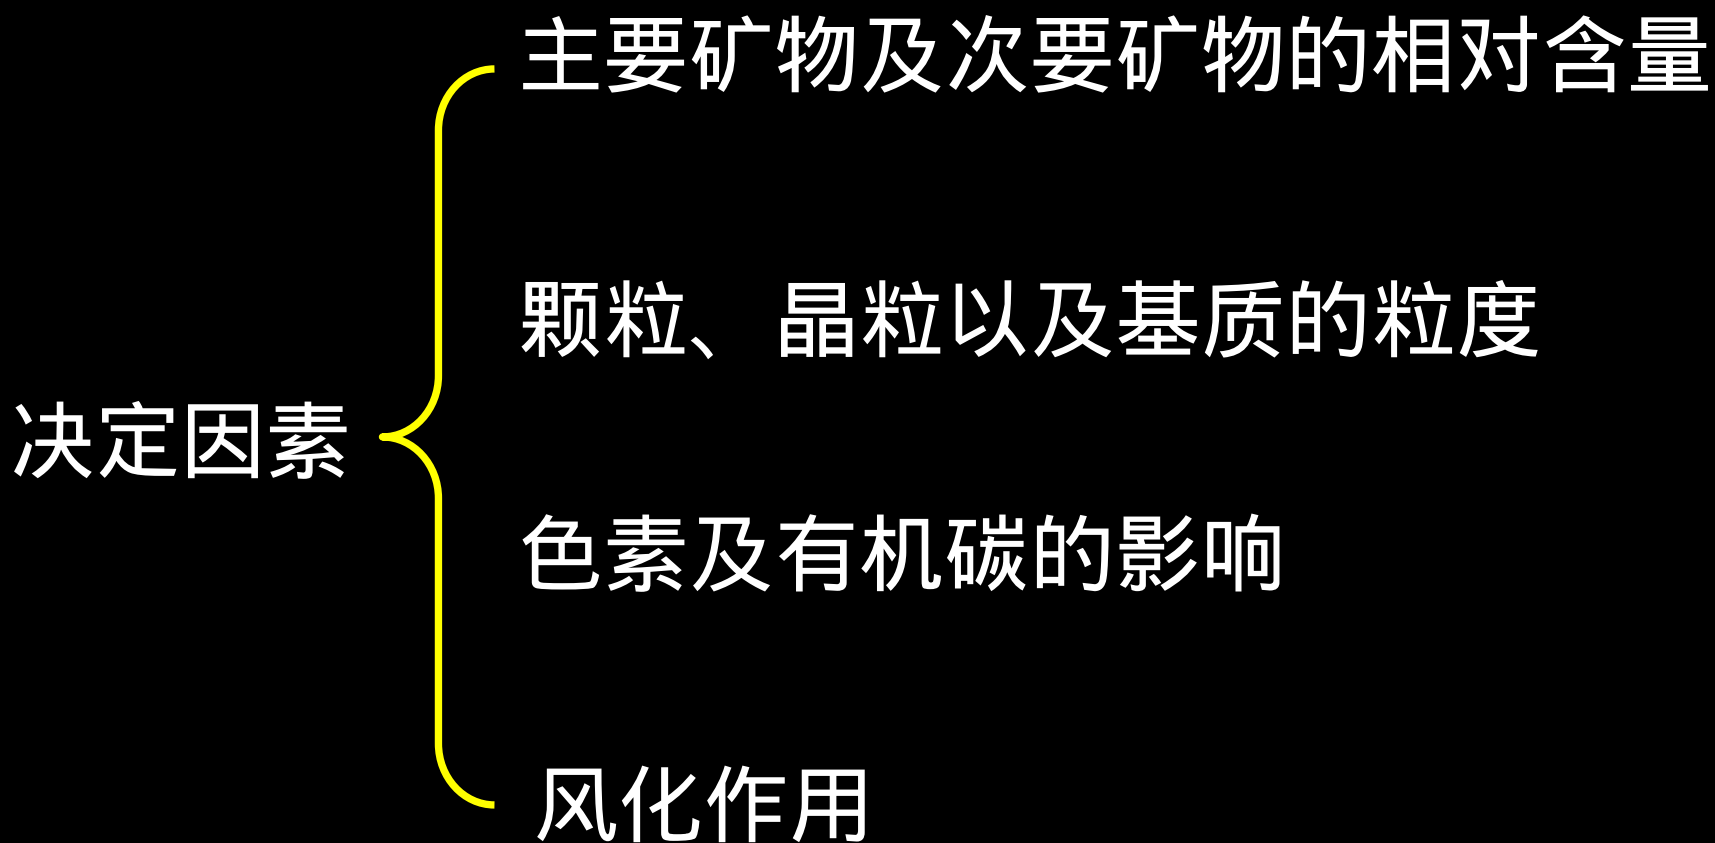 主要矿物及次要矿物的相对含量
颗粒、晶粒以及基质的粒度
决定因素
色素及有机碳的影响
风化作用